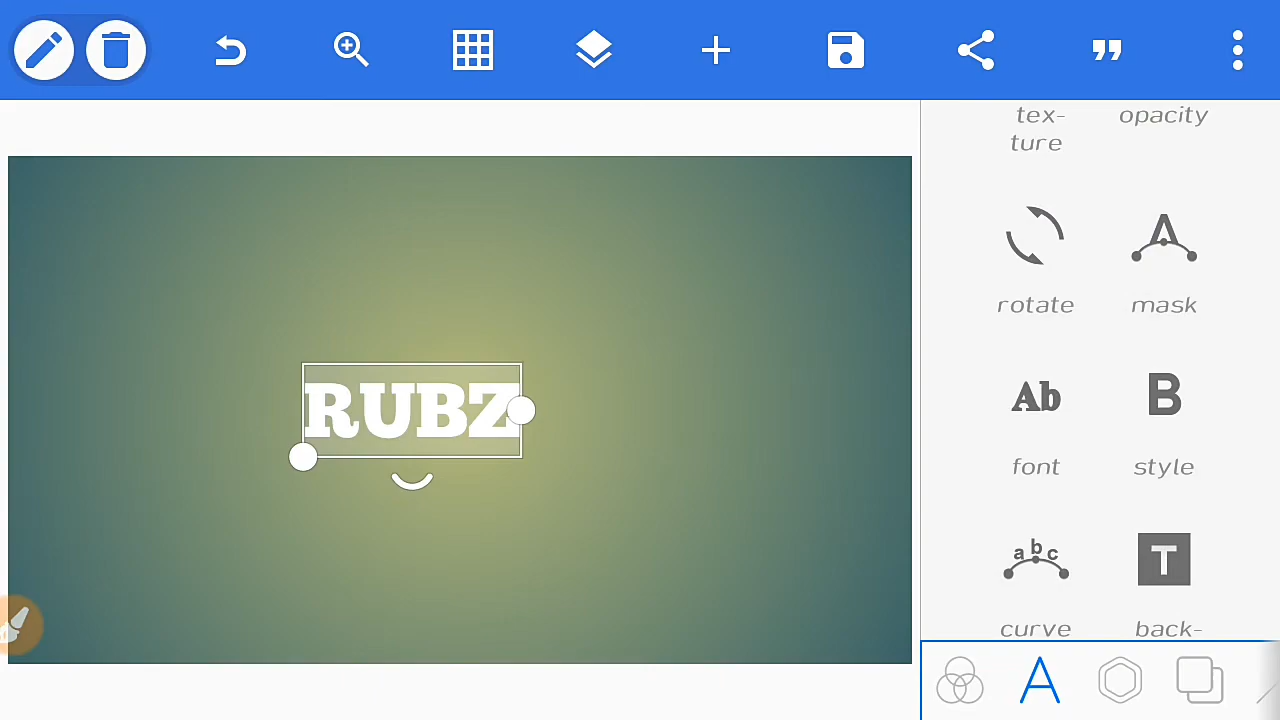 tex-
ture
opacity
rotate
mask
RUBZ
Ab
B
font
style
abc
T
curve
back-
A